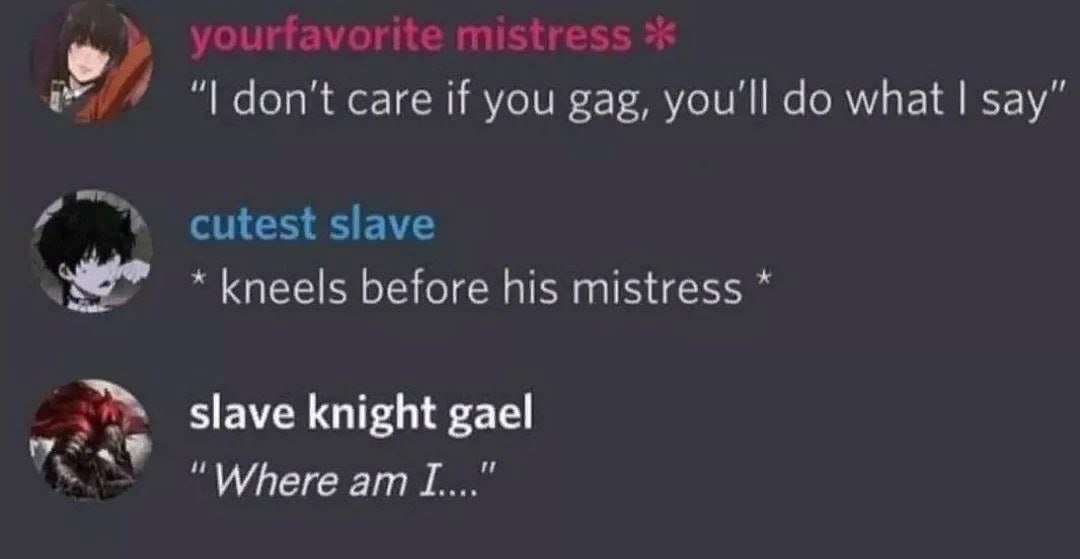 yourfavorite mistress *
“I don’t care if you gag, you’ll do what I say”
cutest slave
* kneels before his mistress *
slave knight gael
“Where am I....”